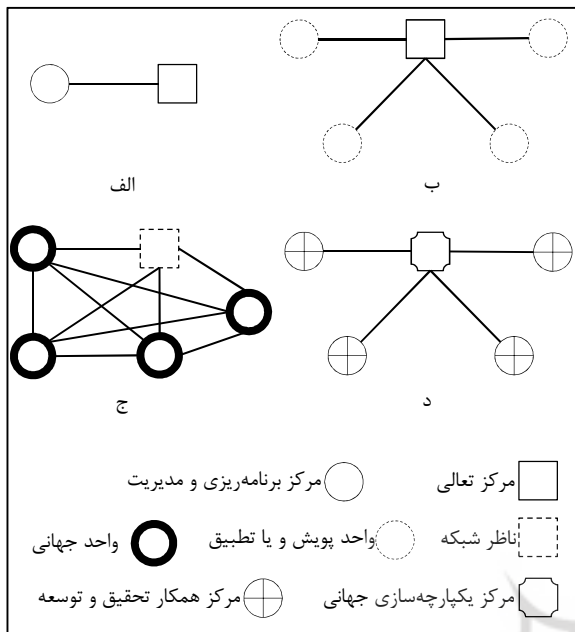 الف
ب
ج
د
مرکز تعالی
مرکز برنامه‌ریزی و مدیریت
ناظر شبکه
واحد پویش و یا تطبیق
واحد جهانی
مرکز یکپارچه‌سازی جهانی
مرکز همکار تحقیق و توسعه